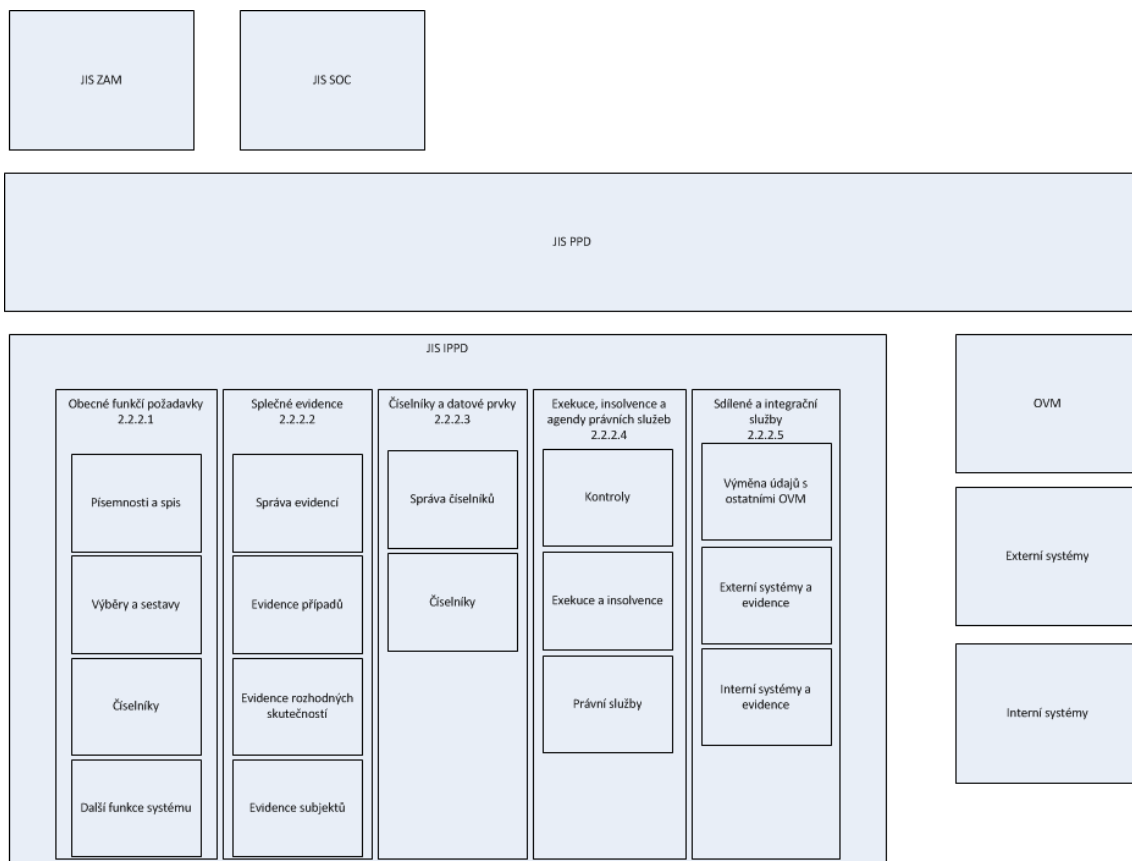 JIS ZAM
JIS SOC
JIS PPD
JIS IPPD
Obecné funkčí požadavky
2.2.2.1
Písemnosti a spis
Výběry a sestavy
Číselníky
Další funkce systému
Splečné evidence
2.2.2.2
Správa evidencí
Evidence případů
Evidence rozhodných
skutečností
Evidence subjektů
Číselníky a datové prvky
2.2.2.3
Správa číselníků
Číselníky
Exekuce, insolvence a
agendy právních služeb
2.2.2.4
Kontroly
Exekuce a insolvence
Právní služby
Sdílené a integrační
služby
2.2.2.5
Výměna údajů s
ostatními OVM
Externí systémy a
evidence
Interní systémy a
evidence
OVM
Externí systémy
Interní systémy